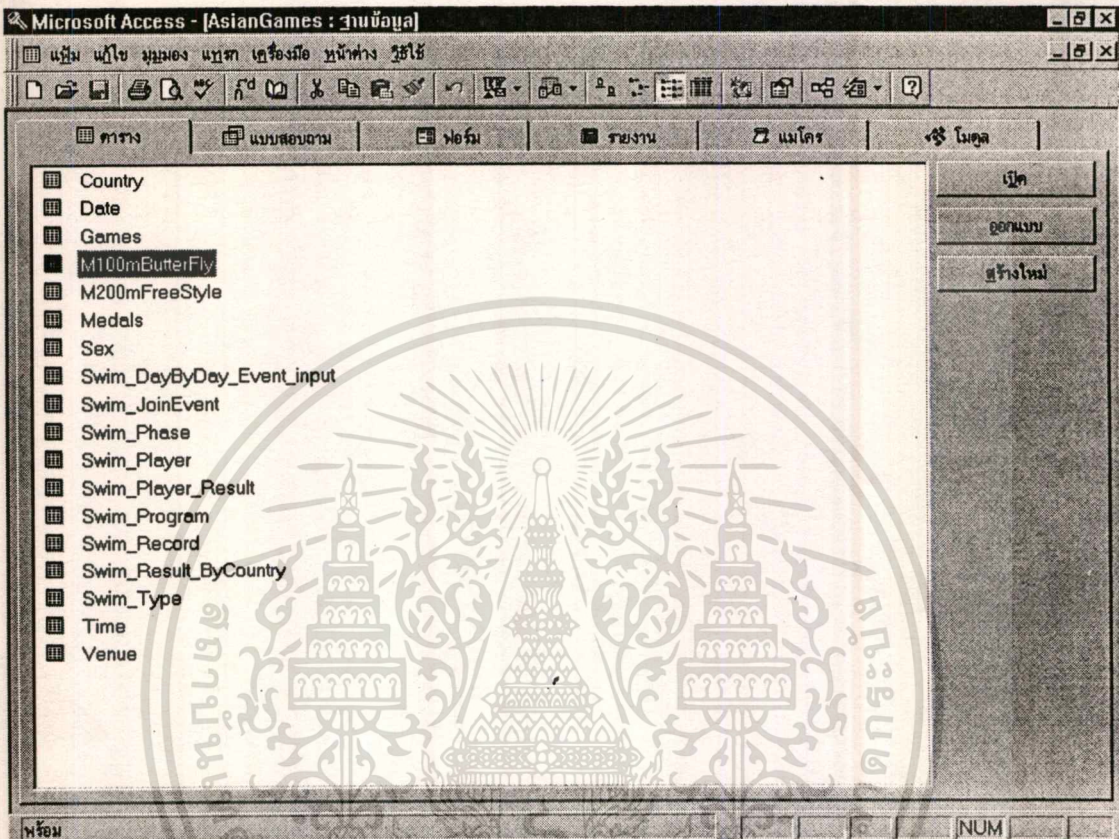 Microsoft Access - [AsianGames : ฐานข้อมูล]
แฟ้ม แก้ไข มุมมอง แทรก เครื่องมือ หน้าต่าง วิธีใช้
ตาราง แบบสอบถาม ฟอร์ม รายงาน แมโคร โมดูล
Country
Date
Games
M100mButterFly
M200mFreeStyle
Medals
Sex
Swim_DayByDay_Event_input
Swim_JoinEvent
Swim_Phase
Swim_Player
Swim_Player_Result
Swim_Program
Swim_Record
Swim_Result_ByCountry
Swim_Type
Time
Venue
เปิด
ออกแบบ
สร้างใหม่
พร้อม
NUM